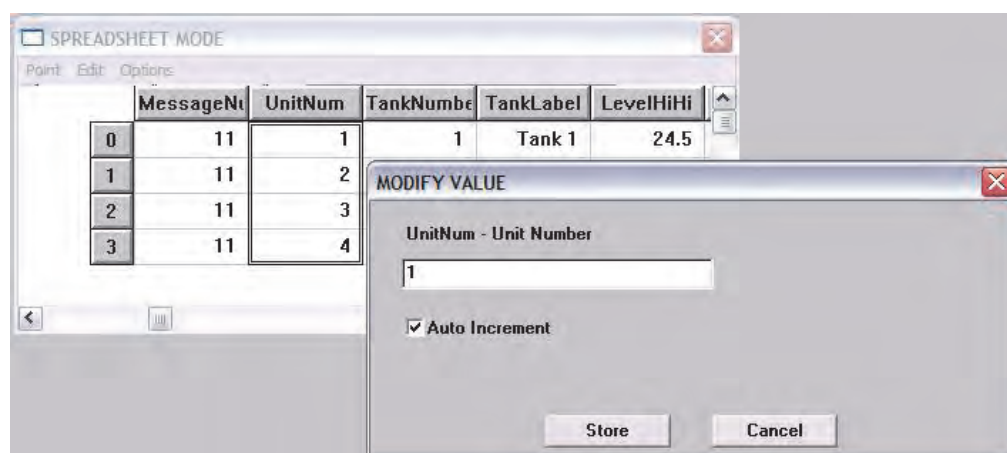 SPREADSHEET MODE
Point Edit Options
MessageNu UnitNum TankNumbe TankLabel LevelHiHi
0 11 1 1 Tank 1 24.5
1 11 2
2 11 3
3 11 4
MODIFY VALUE
UnitNum - Unit Number
1
Auto Increment
Store Cancel